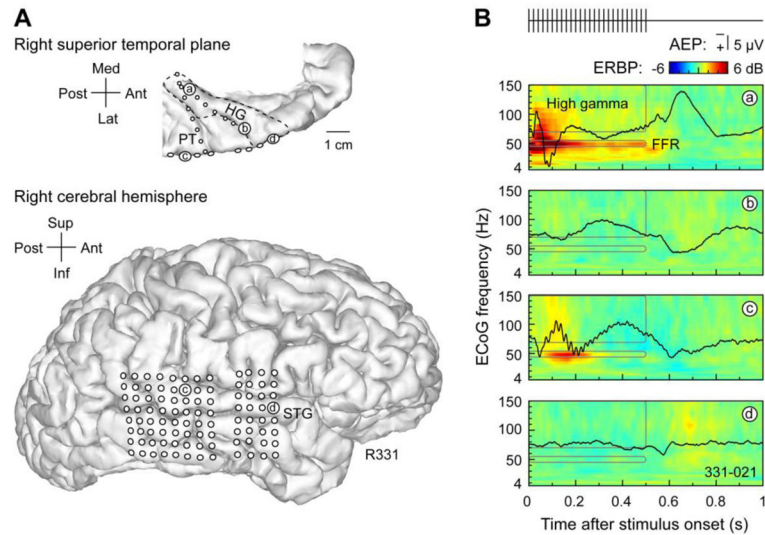 A
Right superior temporal plane
Med
Post Ant
Lat
a
HG
b
PT
d
c
1 cm
Right cerebral hemisphere
Sup
Post Ant
Inf
c
d
STG
R331
B
AEP: − + 5 µV
ERBP: -6 6 dB
150
100
50
4
High gamma
FFR
a
150
100
50
4
b
150
100
50
4
c
150
100
50
4
d
331-021
ECoG frequency (Hz)
0 0.2 0.4 0.6 0.8 1
Time after stimulus onset (s)